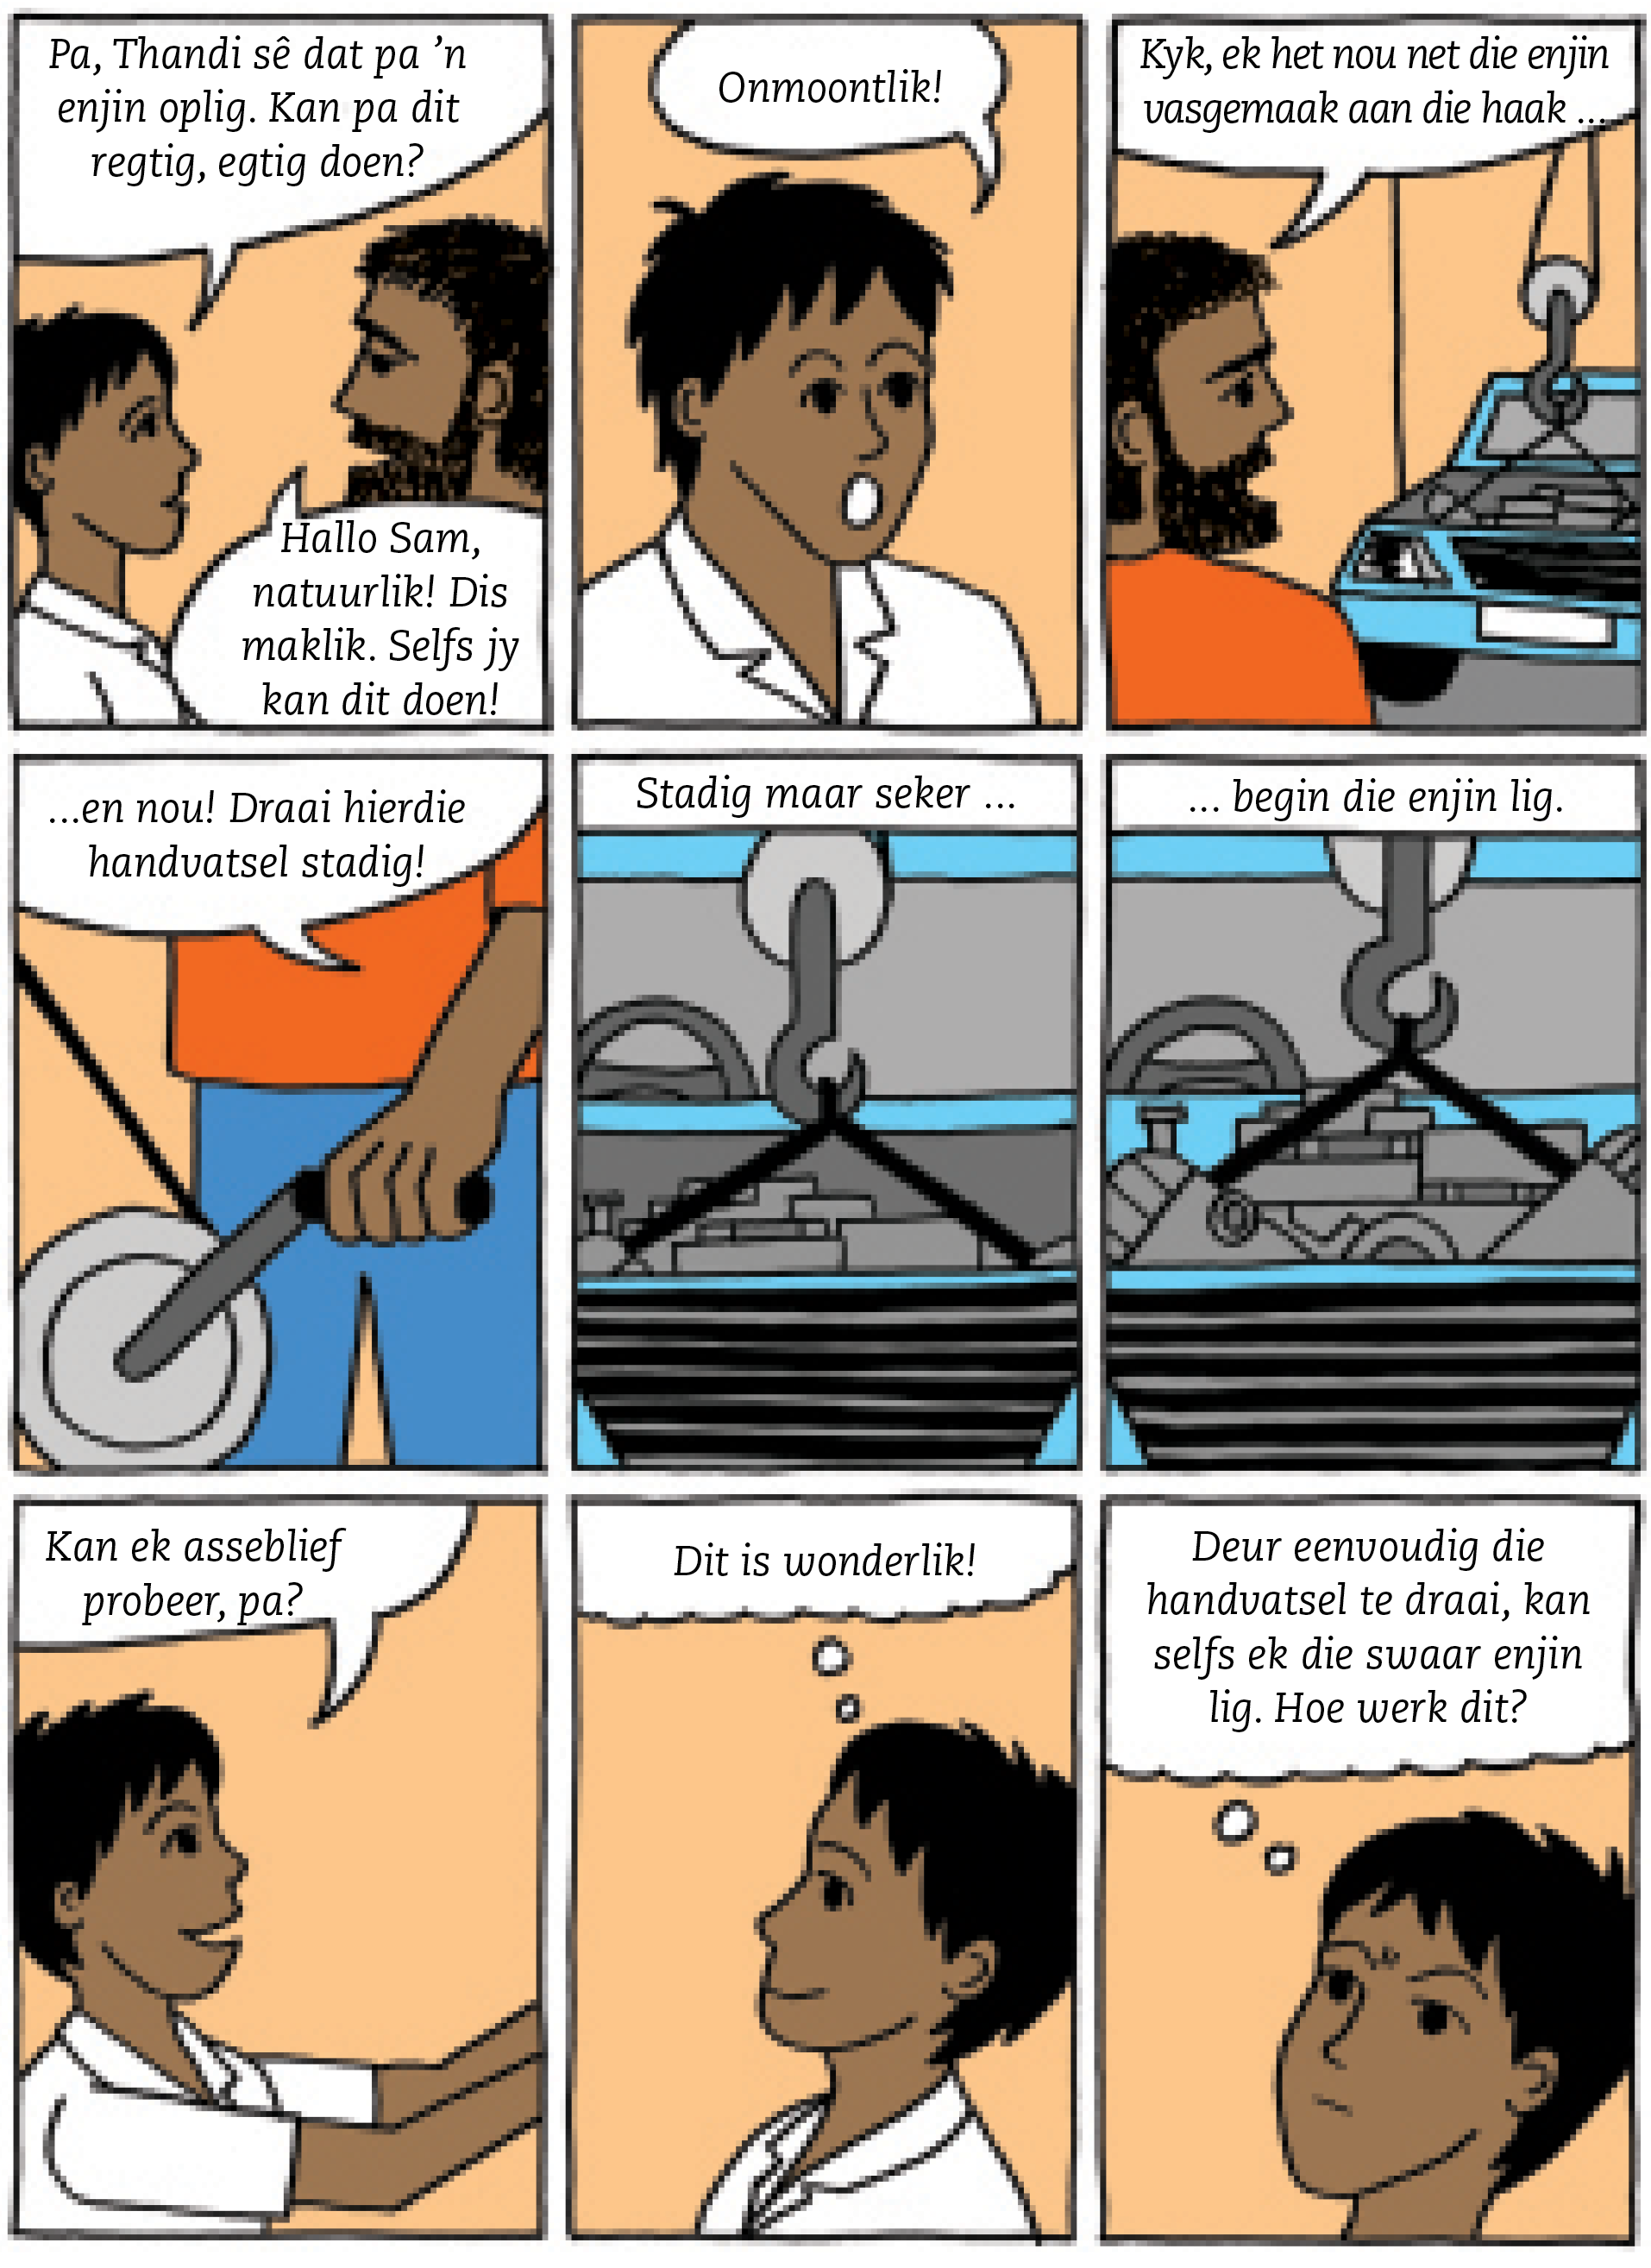 Pa, Thandi sê dat pa ’n
enjin oplig. Kan pa dit
regtig, egtig doen?
Hallo Sam,
natuurlik! Dis
maklik. Selfs jy
kan dit doen!
Onmoontlik!
Kyk, ek het nou net die enjin
vasgemaak aan die haak ...
...en nou! Draai hierdie
handvatsel stadig!
Stadig maar seker ...
... begin die enjin lig.
Kan ek asseblief
probeer, pa?
Dit is wonderlik!
Deur eenvoudig die
handvatsel te draai, kan
selfs ek die swaar enjin
lig. Hoe werk dit?